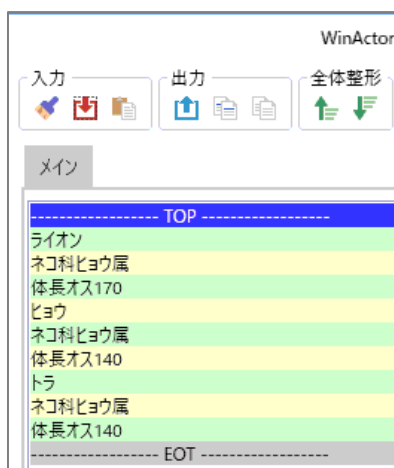 WinActor
入力
出力
全体整形
メイン
------------------ TOP ------------------
ライオン
ネコ科ヒョウ属
体長オス170
ヒョウ
ネコ科ヒョウ属
体長オス140
トラ
ネコ科ヒョウ属
体長オス140
------------------ EOT ------------------